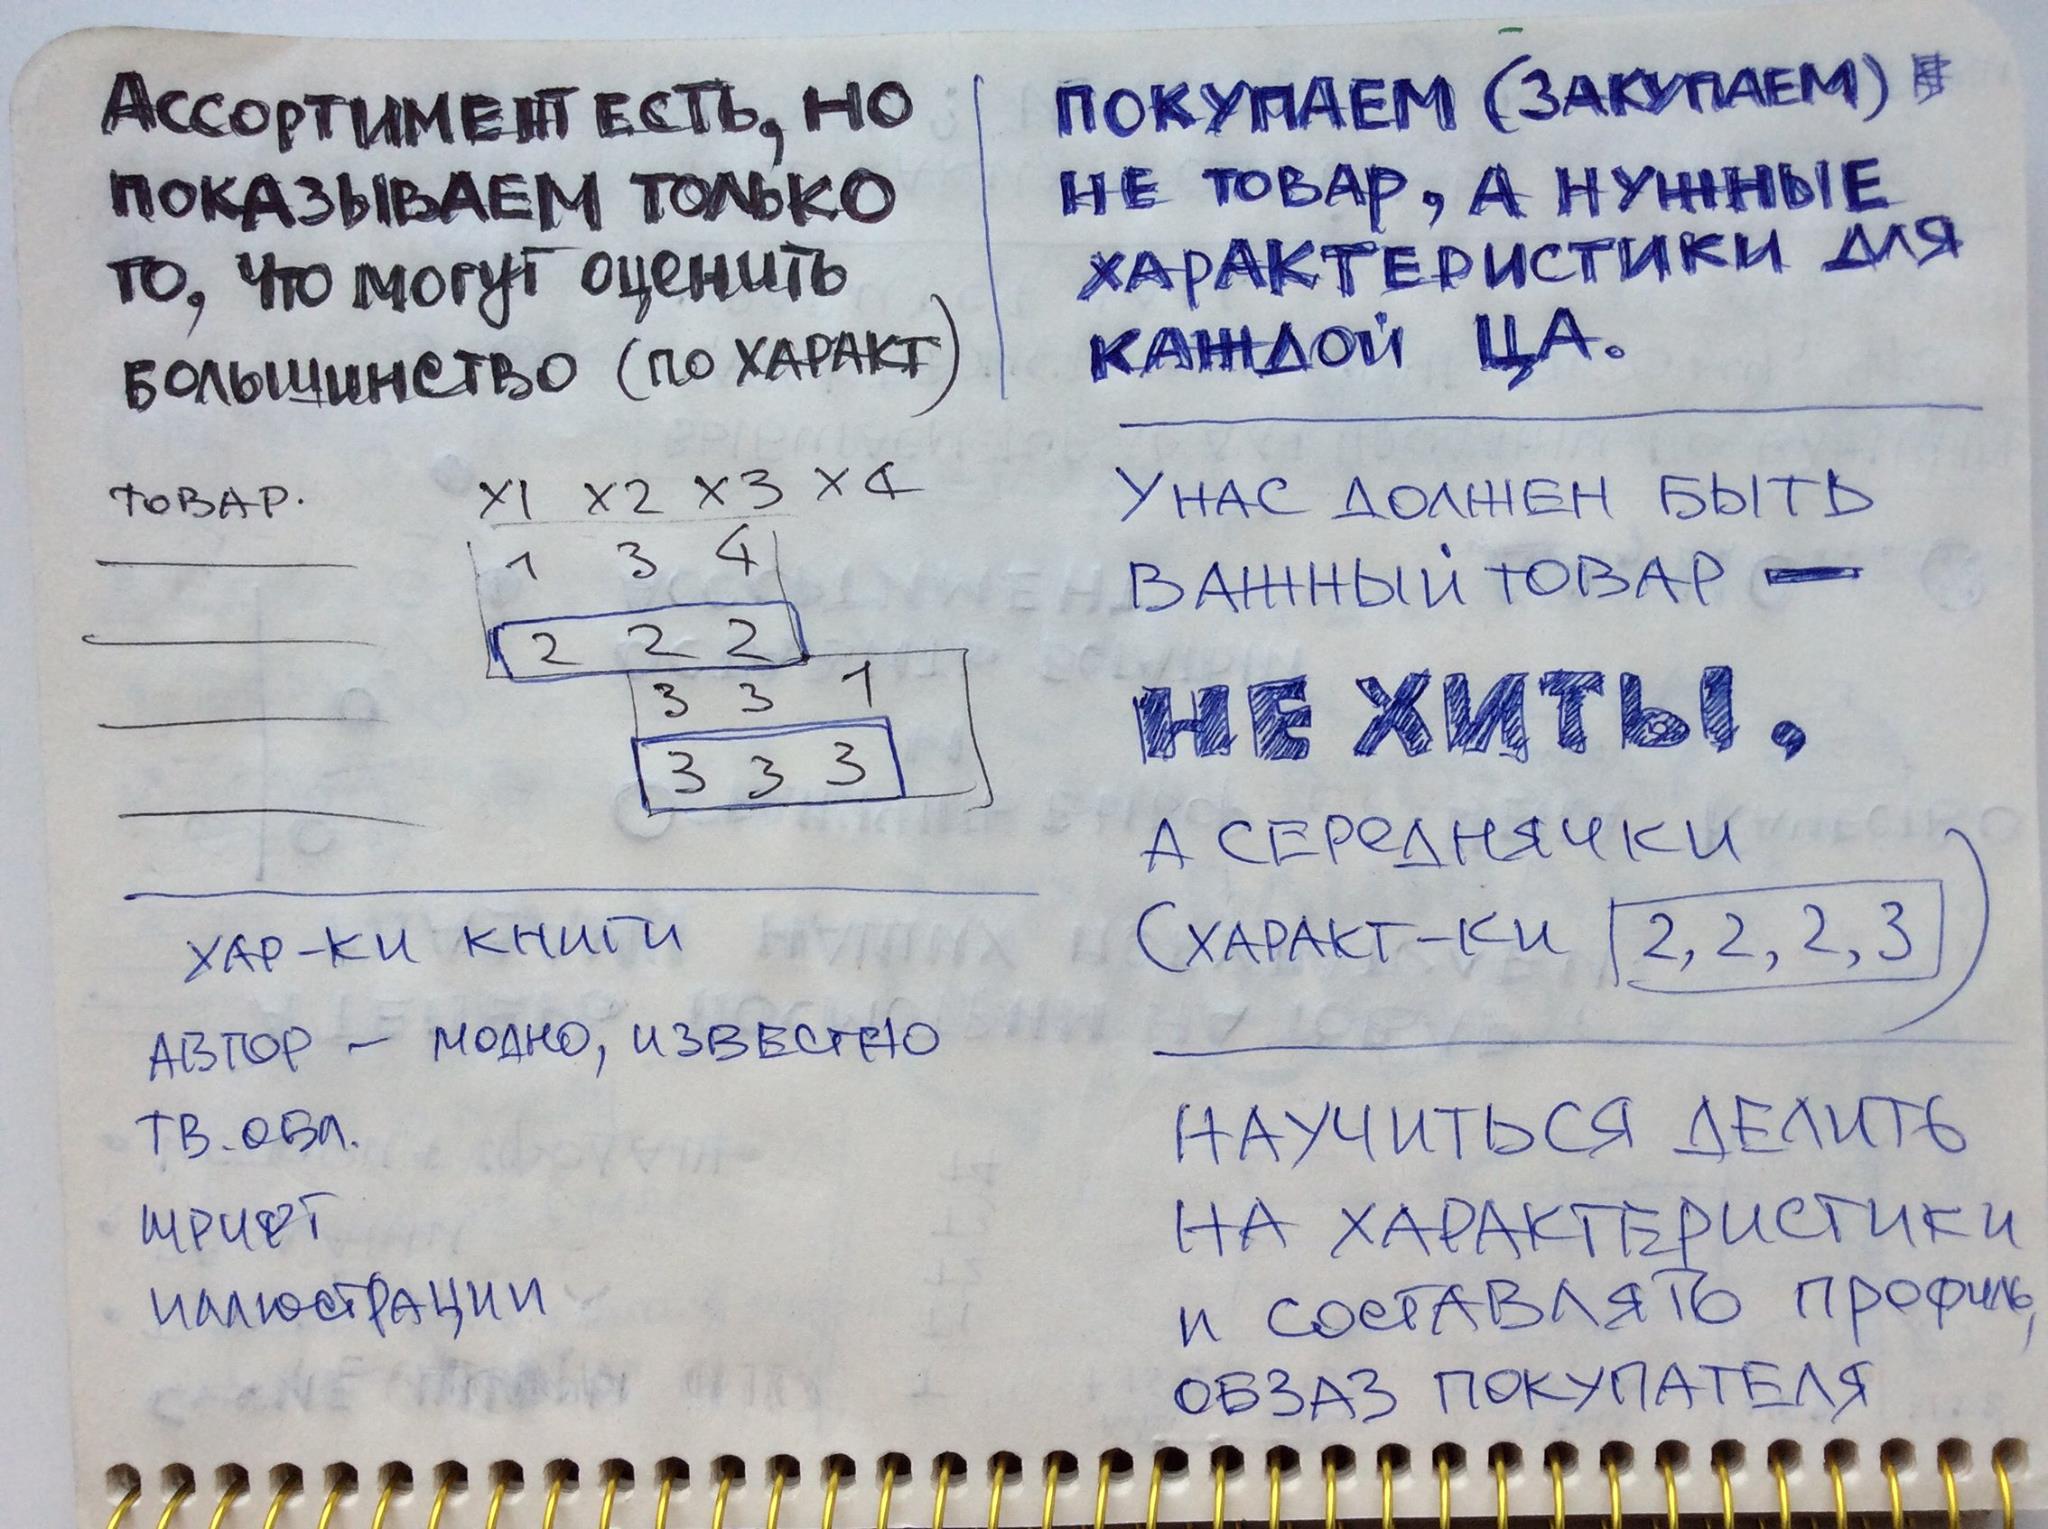 АССОРТИМЕНТ ЕСТЬ, НО
ПОКАЗЫВАЕМ ТОЛЬКО
ТО, ЧТО МОГУТ ОЦЕНИТЬ
БОЛЬШИНСТВО (ПО ХАРАКТ)
ТОВАР. X1 X2 X3 X4
1 3 4
2 2 2
3 3 1
3 3 3
ХАР-КИ КНИГИ
АВТОР – МОДНО, ИЗВЕСТНО
ТВ. ОБЛ.
ШРИФТ
ИЛЛЮСТРАЦИИ
ПОКУПАЕМ (ЗАКУПАЕМ)
НЕ ТОВАР, А НУЖНЫЕ
ХАРАКТЕРИСТИКИ ДЛЯ
КАЖДОЙ ЦА.
У НАС ДОЛЖЕН БЫТЬ
ВАЖНЫЙ ТОВАР –
НЕ ХИТЫ,
А СЕРЕДНЯЧКИ
(ХАРАКТ-КИ 2, 2, 2, 3)
НАУЧИТЬСЯ ДЕЛИТЬ
НА ХАРАКТЕРИСТИКИ
И СОСТАВЛЯТЬ ПРОФИЛЬ,
ОБЗАЗ ПОКУПАТЕЛЯ